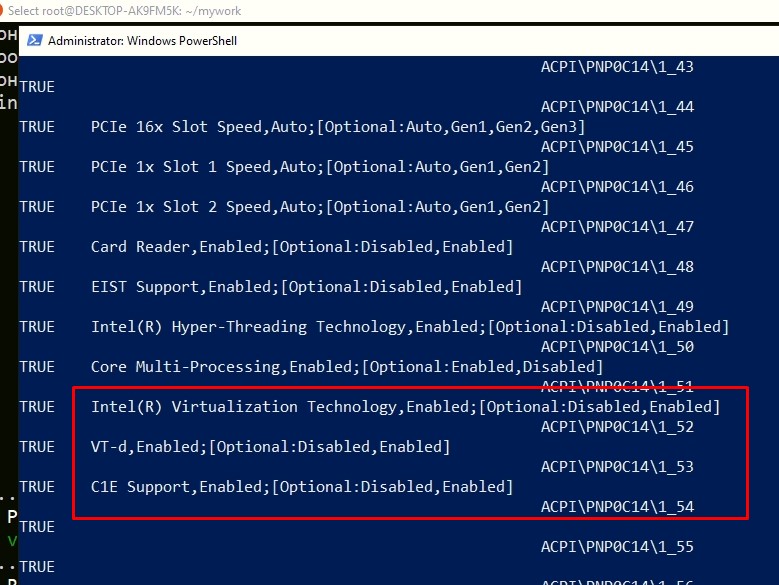 Select root@DESKTOP-AK9FM5K: ~/mywork
Administrator: Windows PowerShell
ACPI\PNP0C14\1_43
TRUE
ACPI\PNP0C14\1_44
TRUE PCIe 16x Slot Speed,Auto;[Optional:Auto,Gen1,Gen2,Gen3]
ACPI\PNP0C14\1_45
TRUE PCIe 1x Slot 1 Speed,Auto;[Optional:Auto,Gen1,Gen2]
ACPI\PNP0C14\1_46
TRUE PCIe 1x Slot 2 Speed,Auto;[Optional:Auto,Gen1,Gen2]
ACPI\PNP0C14\1_47
TRUE Card Reader,Enabled;[Optional:Disabled,Enabled]
ACPI\PNP0C14\1_48
TRUE EIST Support,Enabled;[Optional:Disabled,Enabled]
ACPI\PNP0C14\1_49
TRUE Intel(R) Hyper-Threading Technology,Enabled;[Optional:Disabled,Enabled]
ACPI\PNP0C14\1_50
TRUE Core Multi-Processing,Enabled;[Optional:Enabled,Disabled]
ACPI\PNP0C14\1_51
TRUE Intel(R) Virtualization Technology,Enabled;[Optional:Disabled,Enabled]
ACPI\PNP0C14\1_52
TRUE VT-d,Enabled;[Optional:Disabled,Enabled]
ACPI\PNP0C14\1_53
TRUE C1E Support,Enabled;[Optional:Disabled,Enabled]
ACPI\PNP0C14\1_54
TRUE
ACPI\PNP0C14\1_55
TRUE